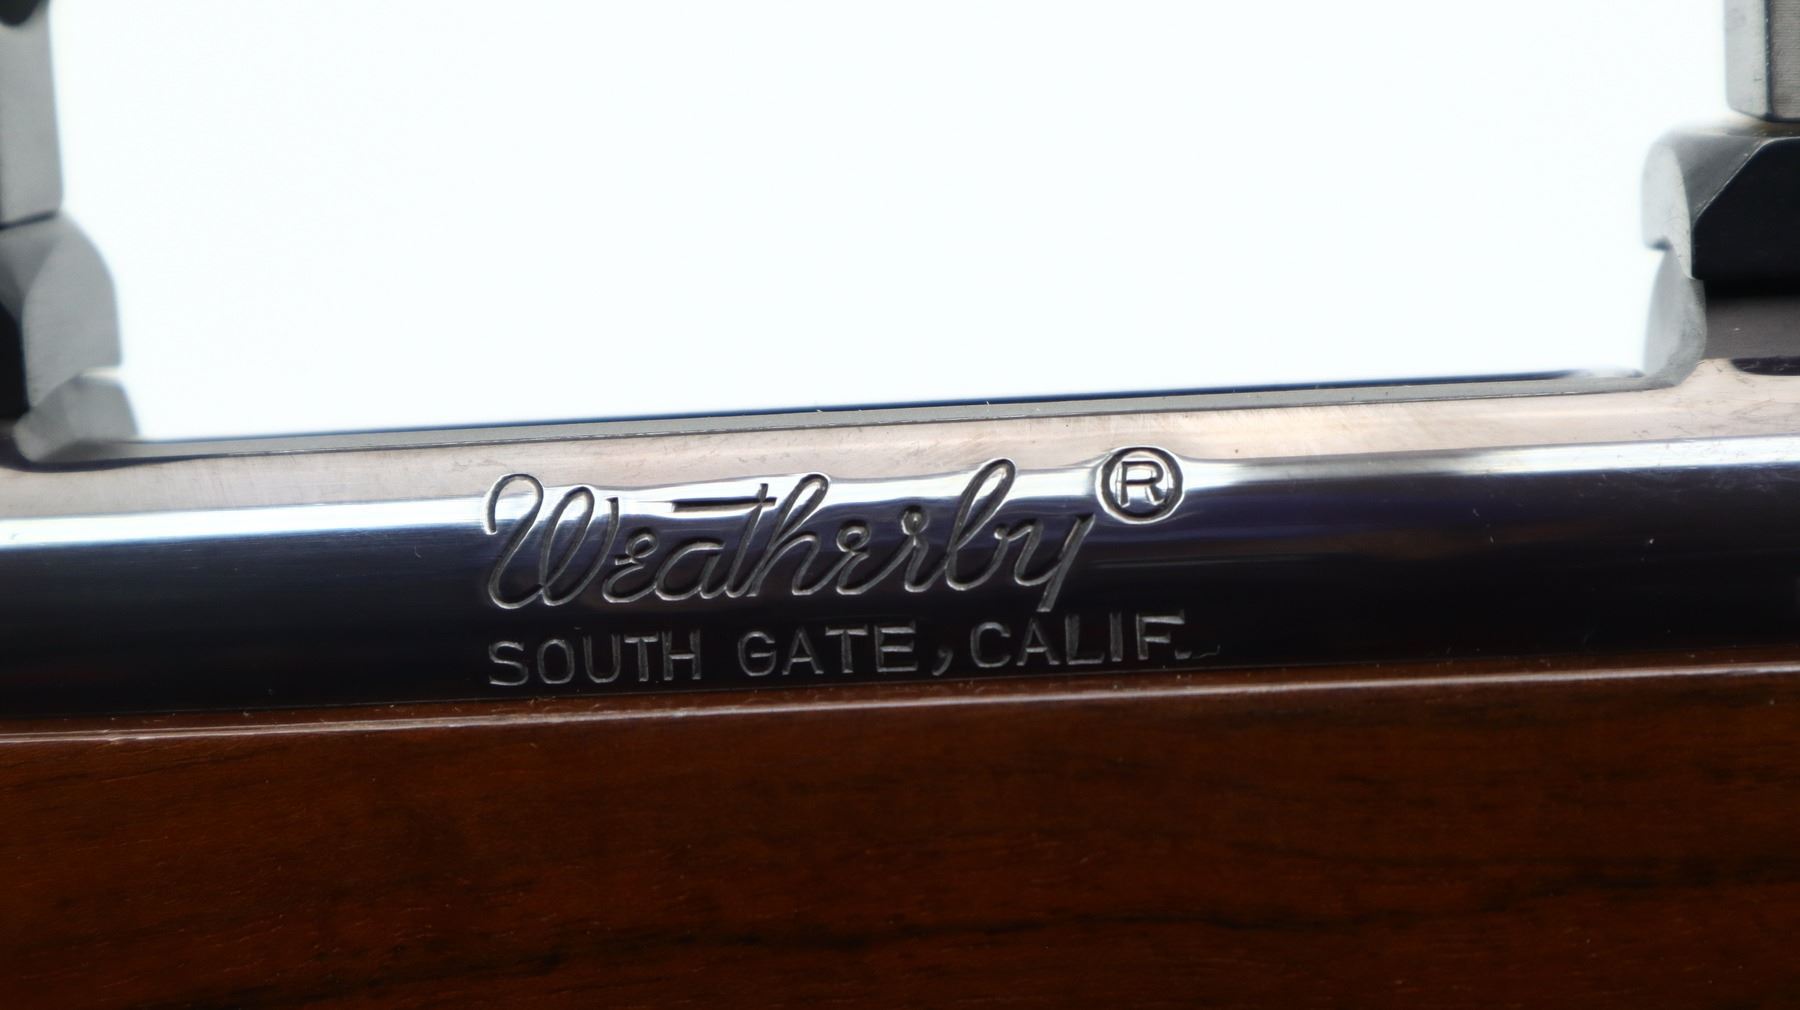 Weatherby®
SOUTH GATE, CALIF.